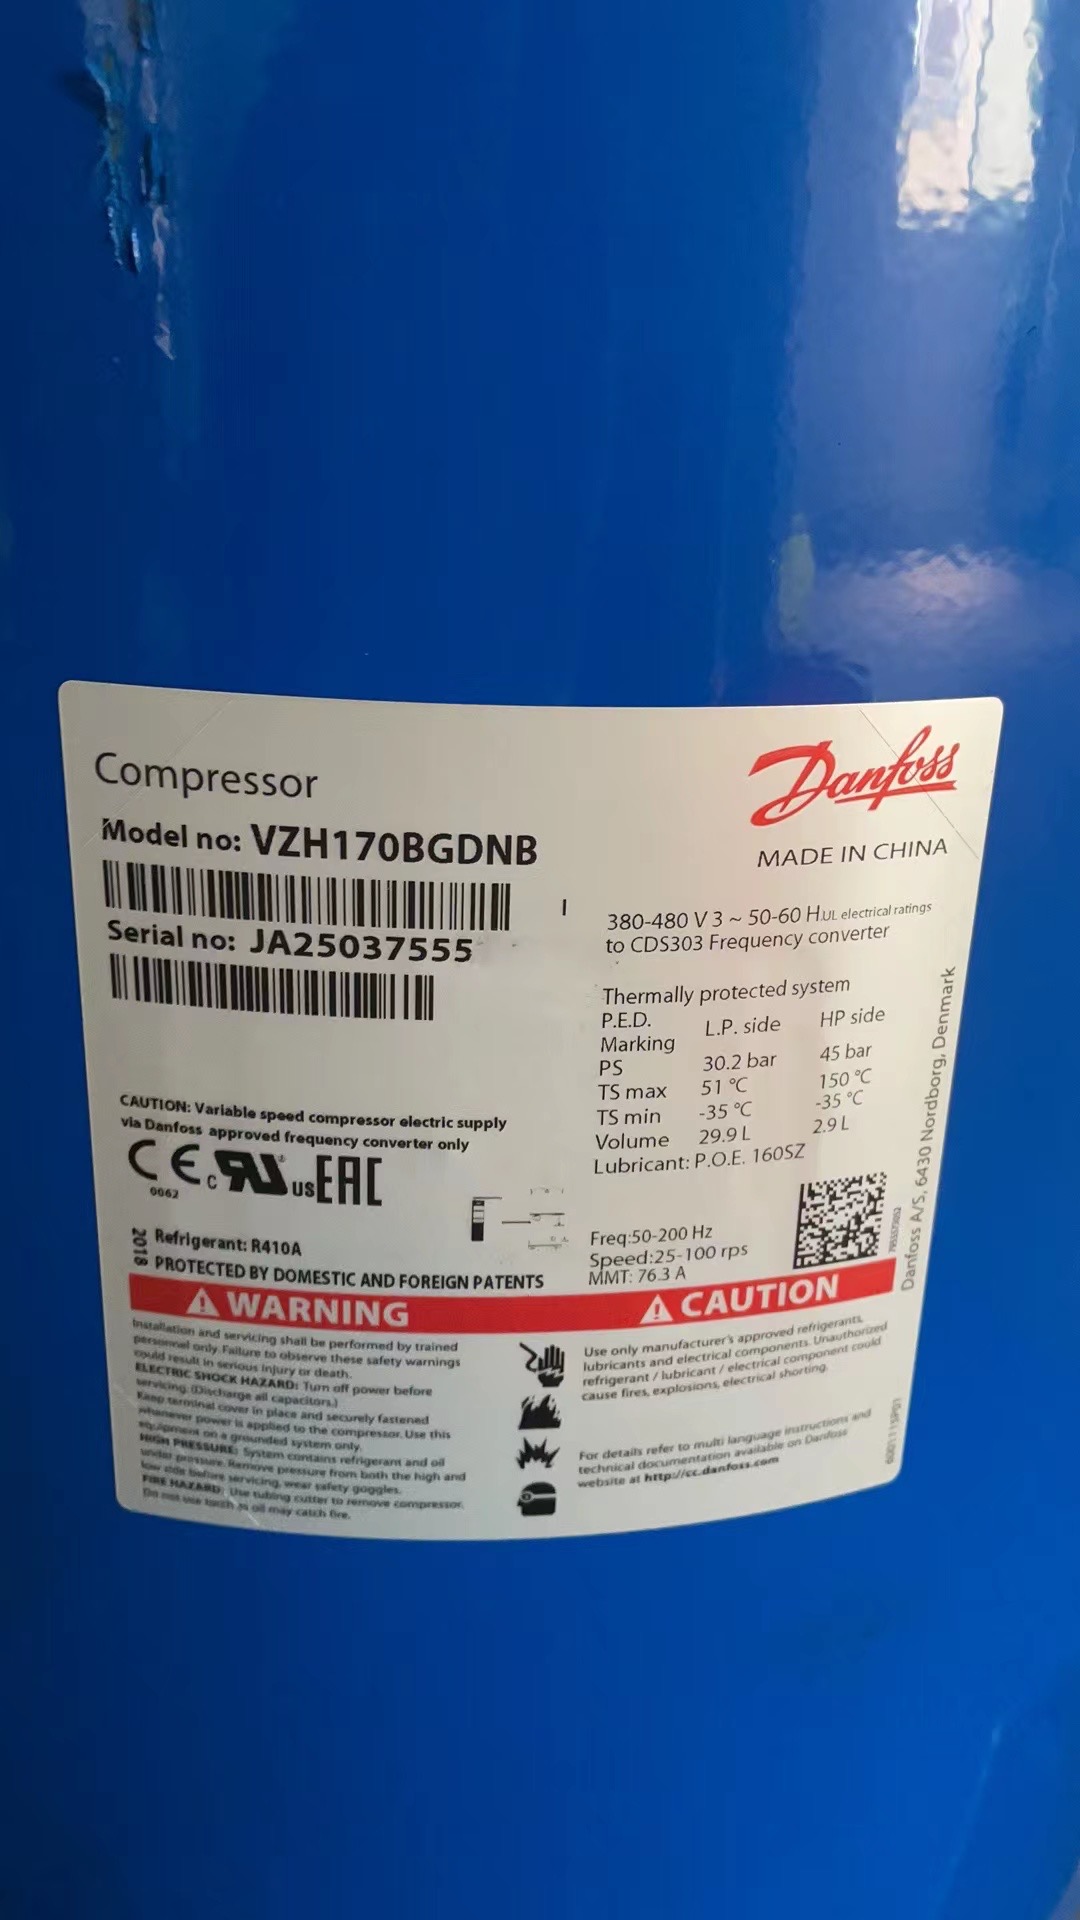 Danfoss
Compressor
MADE IN CHINA
Model no: VZH170BGDNB
Serial no: JA25037555
I
380-480 V 3 ~ 50-60 H.UL electrical ratings
to CDS303 Frequency converter
Thermally protected system
P.E.D. L.P. side HP side
Marking
PS 30.2 bar 45 bar
TS max 51 °C 150 °C
TS min -35 °C -35 °C
Volume 29.9 L 2.9 L
Lubricant: P.O.E. 160SZ
CAUTION: Variable speed compressor electric supply
via Danfoss approved frequency converter only
CE
0062
c RU us
EAC
Freq:50-200 Hz
Speed:25-100 rps
MMT: 76.3 A
2018
Refrigerant: R410A
PROTECTED BY DOMESTIC AND FOREIGN PATENTS
Danfoss A/S, 6430 Nordborg, Denmark
WARNING
Installation and servicing shall be performed by trained
personnel only. Failure to observe these safety warnings
could result in serious injury or death.
ELECTRIC SHOCK HAZARD: Turn off power before
servicing. (Discharge all capacitors.)
Keep terminal cover in place and securely fastened
whenever power is applied to the compressor. Use this
equipment on a grounded system only.
HIGH PRESSURE: System contains refrigerant and oil
under pressure. Remove pressure from both the high and
low side before servicing, wear safety goggles.
FIRE HAZARD: Use tubing cutter to remove compressor.
Do not use torch as oil may catch fire.
CAUTION
Use only manufacturer's approved refrigerants,
lubricants and electrical components. Unauthorized
refrigerant / lubricant / electrical component could
cause fires, explosions, electrical shorting.
For details refer to multi language instructions and
technical documentation available on Danfoss
website at http://cc.danfoss.com